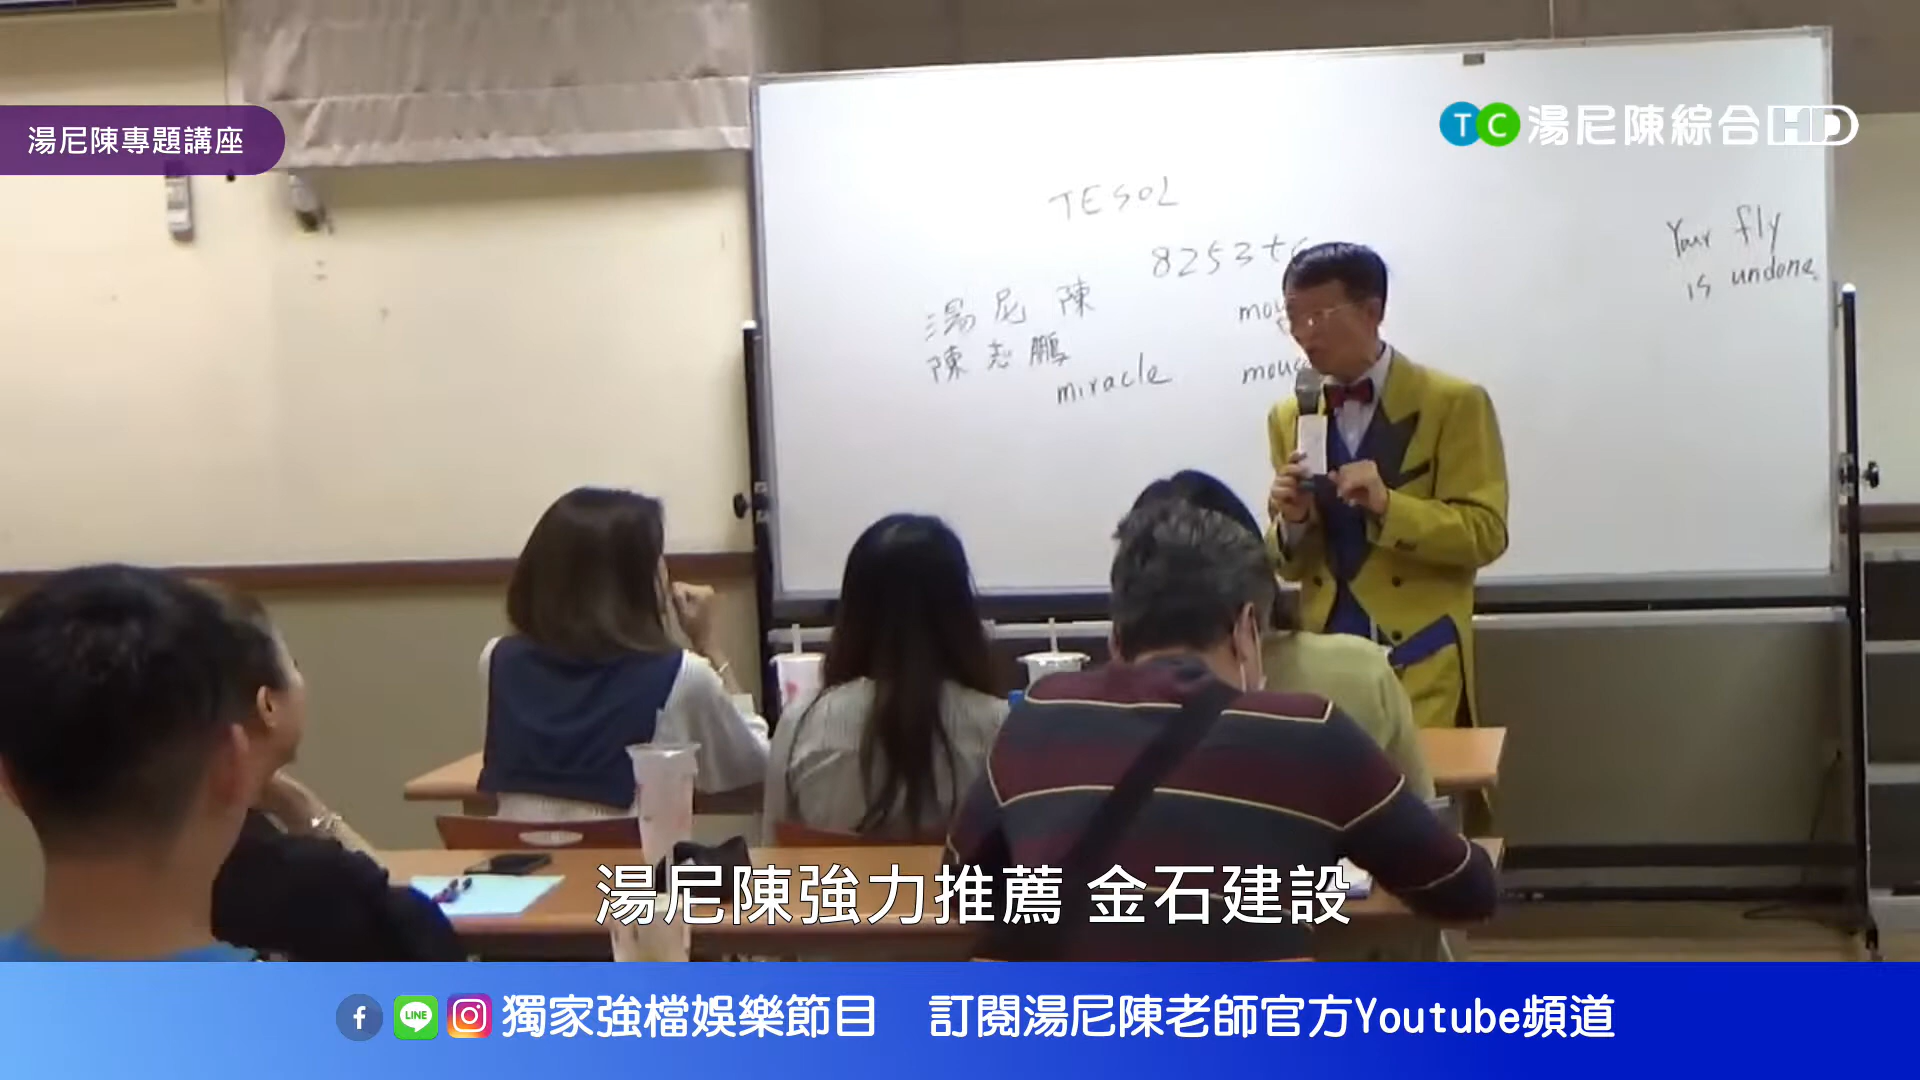 湯尼陳專題講座
TC 湯尼陳綜合HD
TESOL
8253+
湯尼陳
陳志鵬
miracle
Your fly
is undone.
湯尼陳強力推薦 金石建設
LINE
獨家強檔娛樂節目 訂閱湯尼陳老師官方Youtube頻道